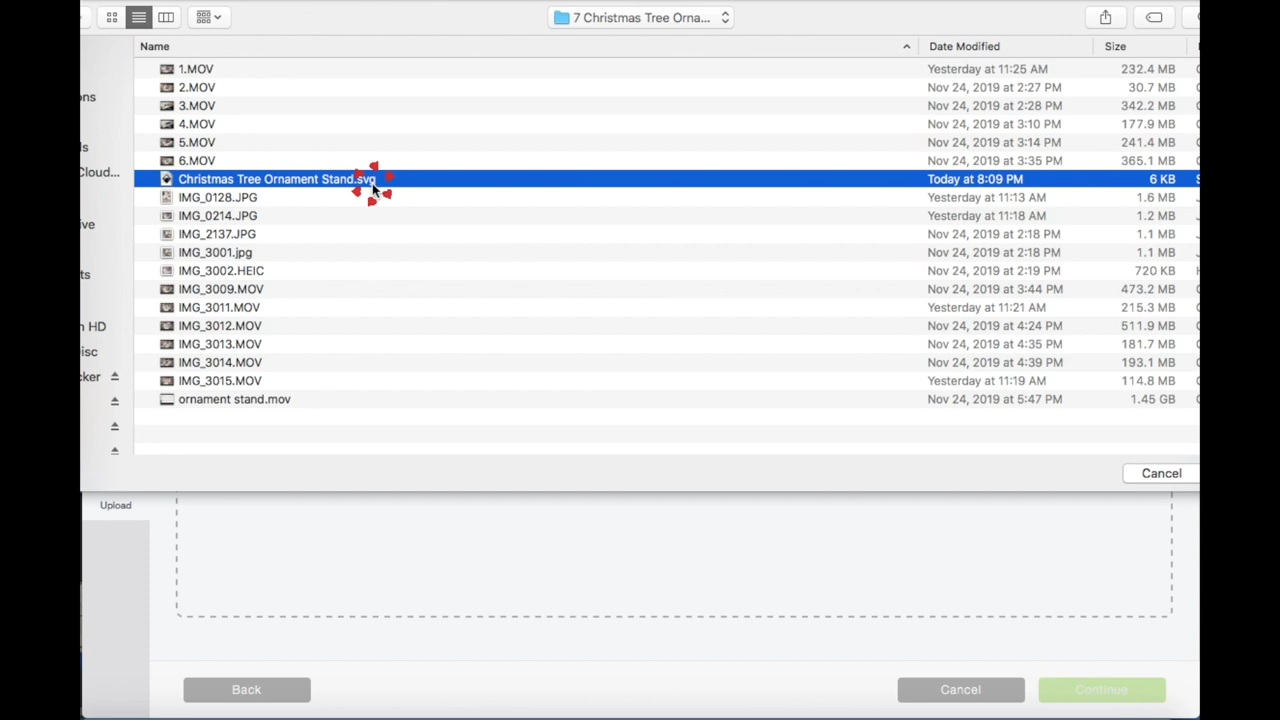 7 Christmas Tree Orna...
Name Date Modified Size
1.MOV Yesterday at 11:25 AM 232.4 MB
2.MOV Nov 24, 2019 at 2:27 PM 30.7 MB
3.MOV Nov 24, 2019 at 2:28 PM 342.2 MB
4.MOV Nov 24, 2019 at 3:10 PM 177.9 MB
5.MOV Nov 24, 2019 at 3:14 PM 241.4 MB
6.MOV Nov 24, 2019 at 3:35 PM 365.1 MB
Christmas Tree Ornament Stand.svg Today at 8:09 PM 6 KB
IMG_0128.JPG Yesterday at 11:13 AM 1.6 MB
IMG_0214.JPG Yesterday at 11:18 AM 1.2 MB
IMG_2137.JPG Nov 24, 2019 at 2:18 PM 1.1 MB
IMG_3001.jpg Nov 24, 2019 at 2:18 PM 1.1 MB
IMG_3002.HEIC Nov 24, 2019 at 2:19 PM 720 KB
IMG_3009.MOV Nov 24, 2019 at 3:44 PM 473.2 MB
IMG_3011.MOV Yesterday at 11:21 AM 215.3 MB
IMG_3012.MOV Nov 24, 2019 at 4:24 PM 511.9 MB
IMG_3013.MOV Nov 24, 2019 at 4:35 PM 181.7 MB
IMG_3014.MOV Nov 24, 2019 at 4:39 PM 193.1 MB
IMG_3015.MOV Yesterday at 11:19 AM 114.8 MB
ornament stand.mov Nov 24, 2019 at 5:47 PM 1.45 GB
ons
ls
Cloud...
ive
ts
n HD
isc
cker
Cancel
Upload
Back Cancel Continue